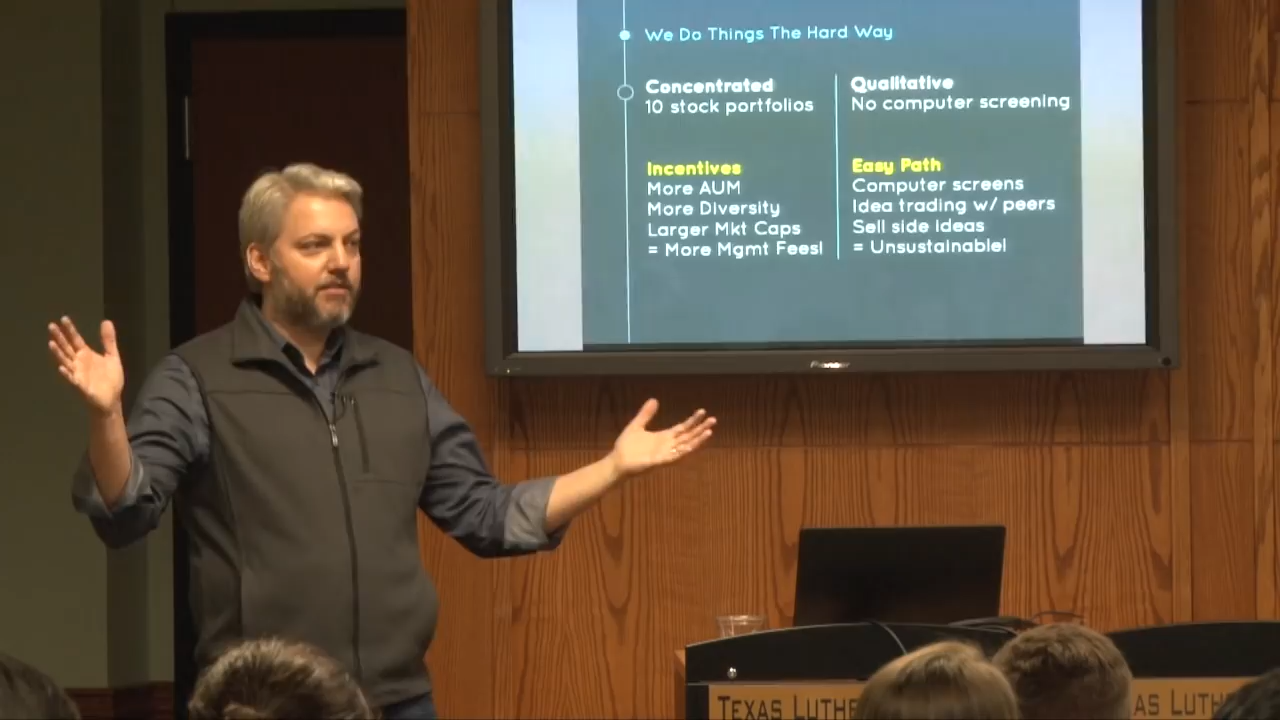 We Do Things The Hard Way
Concentrated
10 stock portfolios
Qualitative
No computer screening
Incentives
More AUM
More Diversity
Larger Mkt Caps
= More Mgmt Fees!
Easy Path
Computer screens
Idea trading w/ peers
Sell side ideas
= Unsustainable!
TEXAS LUTHE
AS LUTH